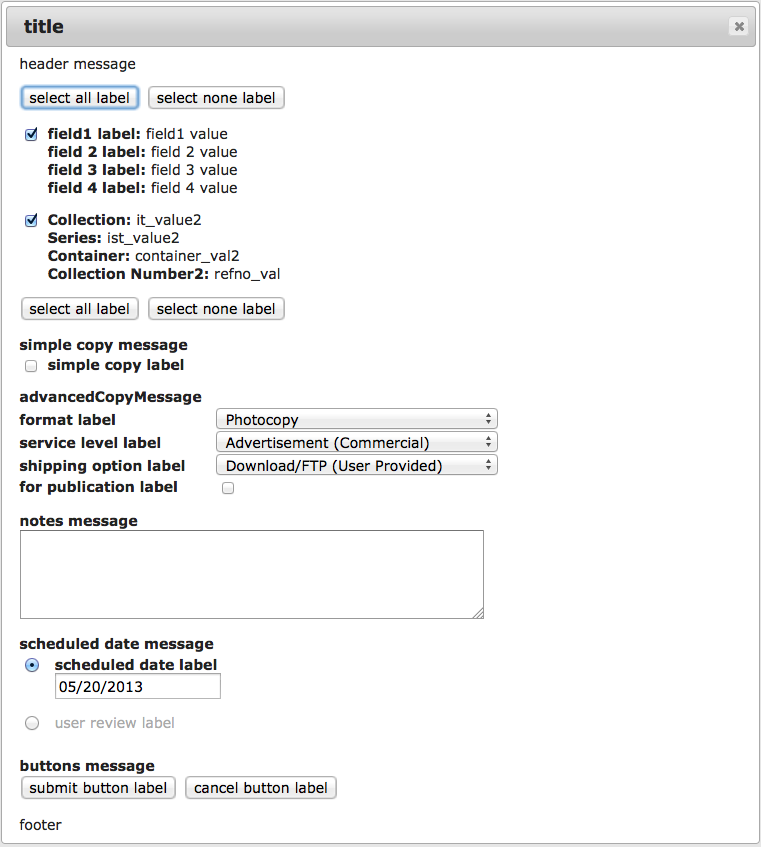 title
header message
select all label select none label
field1 label: field1 value
field 2 label: field 2 value
field 3 label: field 3 value
field 4 label: field 4 value
Collection: it_value2
Series: ist_value2
Container: container_val2
Collection Number2: refno_val
select all label select none label
simple copy message
simple copy label
advancedCopyMessage
format label Photocopy
service level label Advertisement (Commercial)
shipping option label Download/FTP (User Provided)
for publication label
notes message
scheduled date message
scheduled date label
05/20/2013
user review label
buttons message
submit button label cancel button label
footer